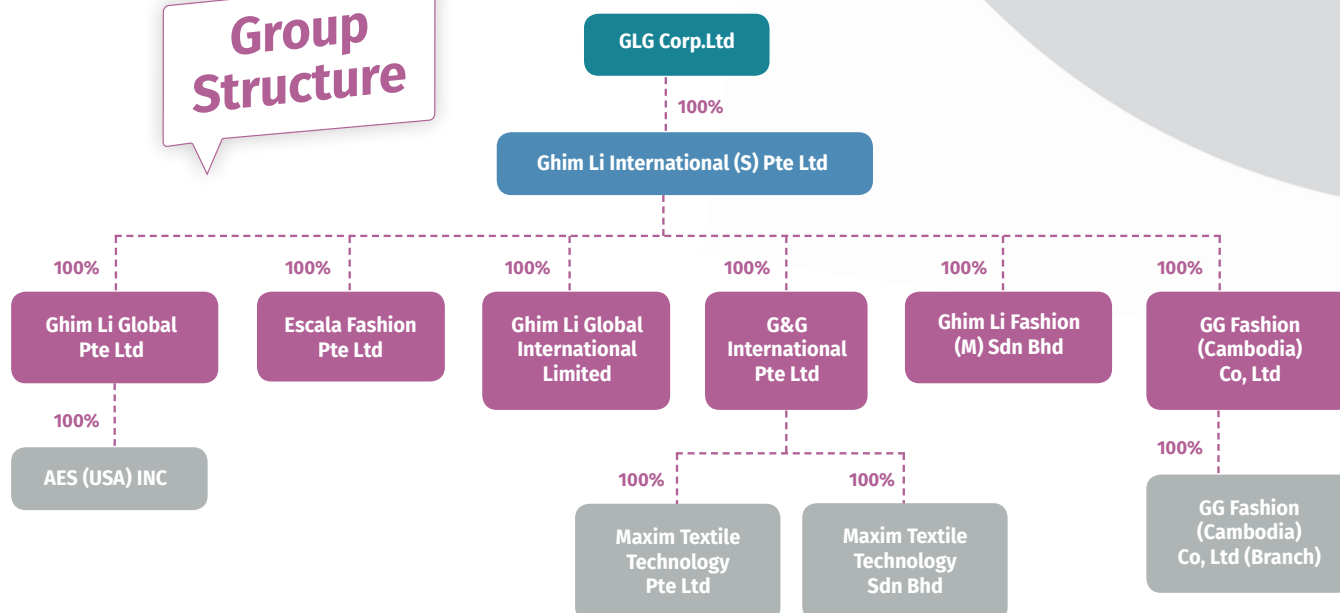 Group
Structure
GLG Corp.Ltd
100%
Ghim Li International (S) Pte Ltd
100%
100%
100%
100%
100%
100%
Ghim Li Global
Pte Ltd
Escala Fashion
Pte Ltd
Ghim Li Global
International
Limited
G&G
International
Pte Ltd
Ghim Li Fashion
(M) Sdn Bhd
GG Fashion
(Cambodia)
Co, Ltd
100%
AES (USA) INC
100%
Maxim Textile
Technology
Pte Ltd
100%
Maxim Textile
Technology
Sdn Bhd
100%
GG Fashion
(Cambodia)
Co, Ltd (Branch)